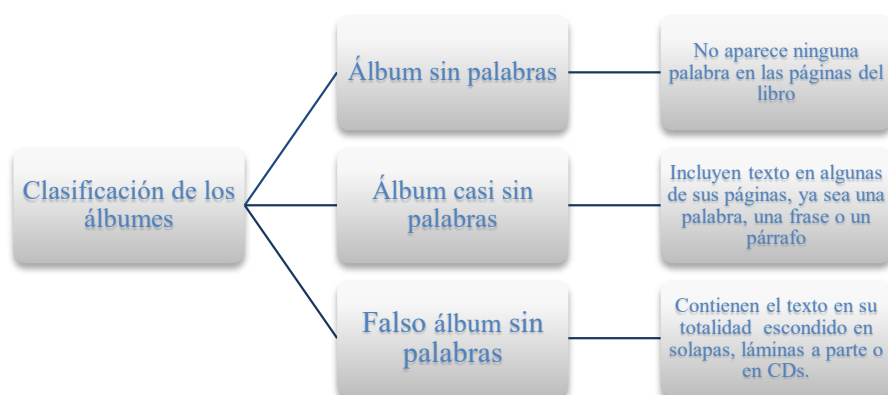 Clasificación de los
álbumes
Álbum sin palabras
No aparece ninguna
palabra en las páginas del
libro
Álbum casi sin
palabras
Incluyen texto en algunas
de sus páginas, ya sea una
palabra, una frase o un
párrafo
Falso álbum sin
palabras
Contienen el texto en su
totalidad escondido en
solapas, láminas a parte o
en CDs.